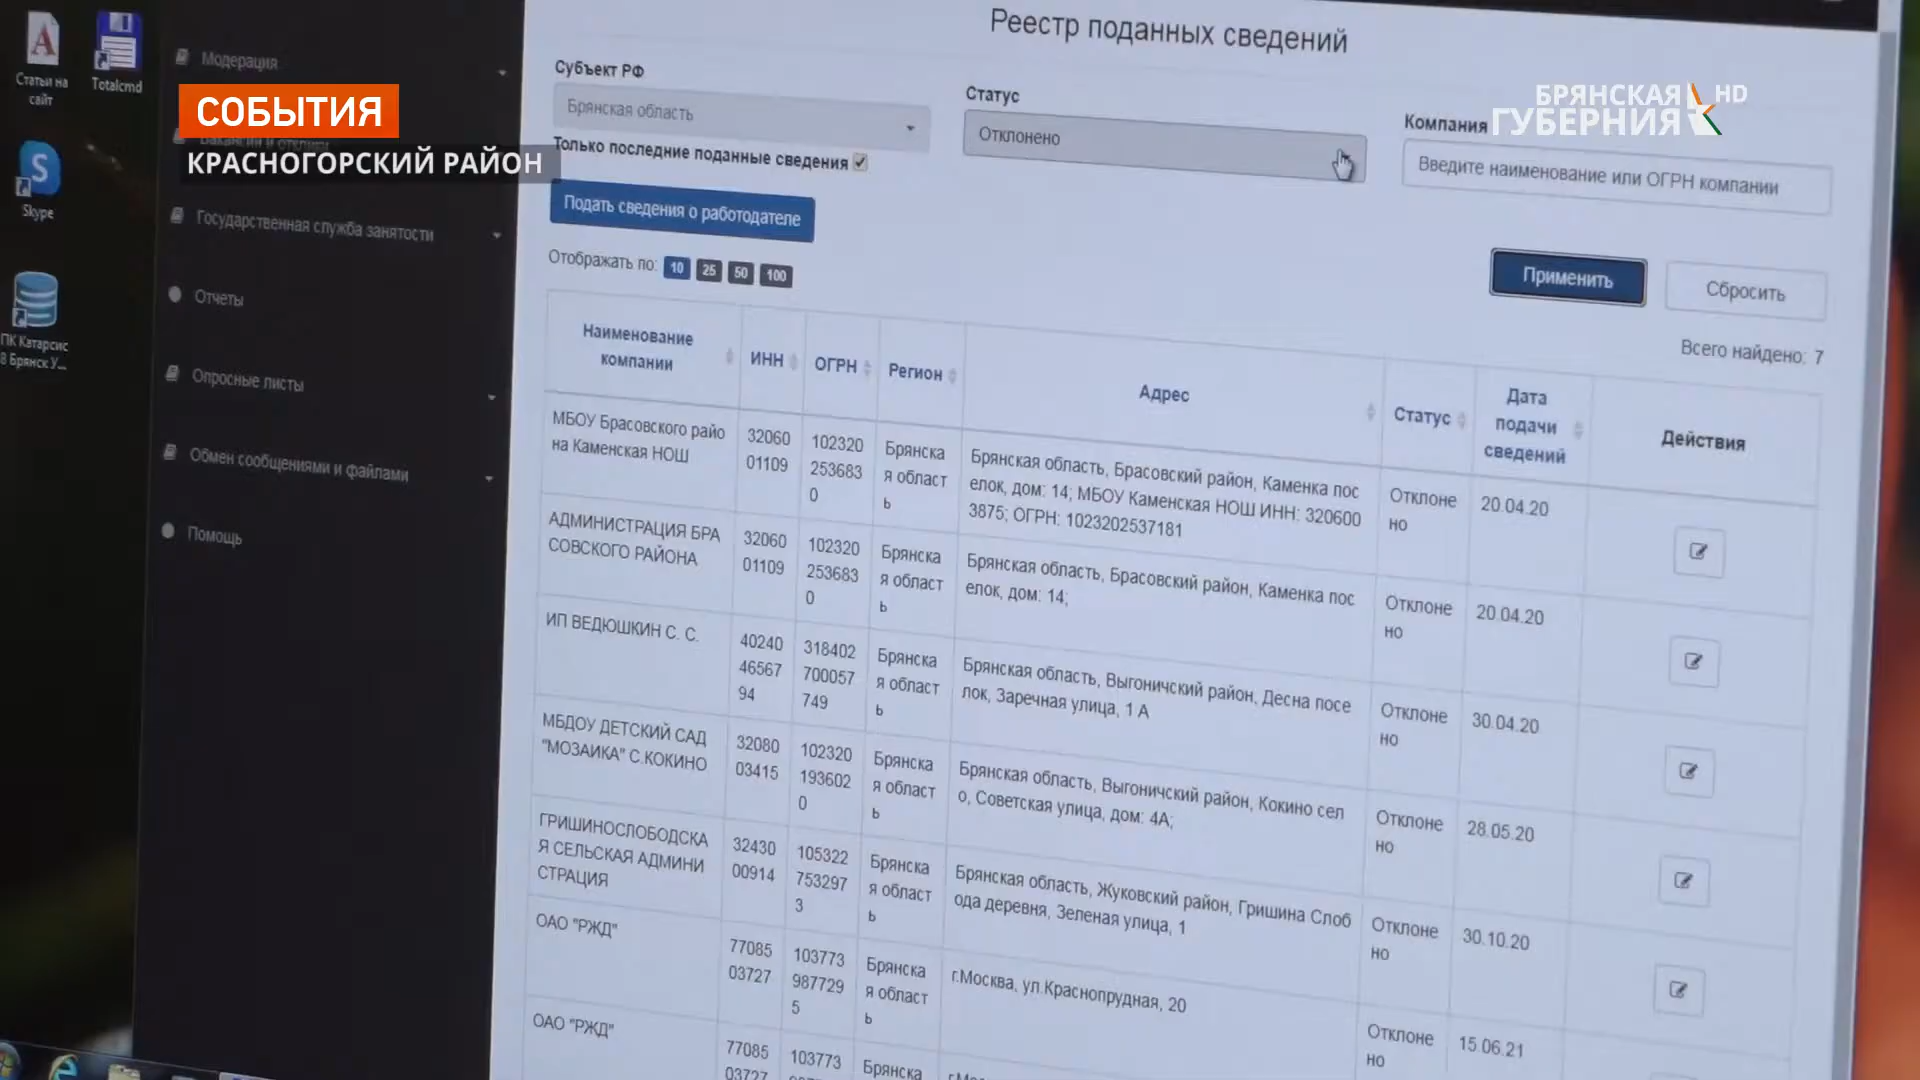 Статьи на
сайт
Totalcmd
Skype
ПК Катарсис
8 Брянск У...
Модерация
СОБЫТИЯ
КРАСНОГОРСКИЙ РАЙОН
Государственная служба занятости
Отчеты
Опросные листы
Обмен сообщениями и файлами
Помощь
БРЯНСКАЯ HD
ГУБЕРНИЯ
Реестр поданных сведений
Субъект РФ
Брянская область
Только последние поданные сведения
Статус
Отклонено
Компания
Введите наименование или ОГРН компании
Подать сведения о работодателе
Отображать по: 10 25 50 100
Применить
Сбросить
Всего найдено: 7
Наименование
компании
ИНН
ОГРН
Регион
Адрес
Статус
Дата
подачи
сведений
Действия
МБОУ Брасовского райо
на Каменская НОШ
32060
01109
102320
253683
0
Брянска
я област
ь
Брянская область, Брасовский район, Каменка пос
елок, дом: 14; МБОУ Каменская НОШ ИНН: 320600
3875; ОГРН: 1023202537181
Отклоне
но
20.04.20
АДМИНИСТРАЦИЯ БРА
СОВСКОГО РАЙОНА
32060
01109
102320
253683
0
Брянска
я област
ь
Брянская область, Брасовский район, Каменка пос
елок, дом: 14;
Отклоне
но
20.04.20
ИП ВЕДЮШКИН С. С.
40240
46567
94
318402
700057
749
Брянска
я област
ь
Брянская область, Выгоничский район, Десна посе
лок, Заречная улица, 1 А
Отклоне
но
30.04.20
МБДОУ ДЕТСКИЙ САД
"МОЗАИКА" С.КОКИНО
32080
03415
102320
193602
0
Брянска
я област
ь
Брянская область, Выгоничский район, Кокино сел
о, Советская улица, дом: 4А;
Отклоне
но
28.05.20
ГРИШИНОСЛОБОДСКА
Я СЕЛЬСКАЯ АДМИНИ
СТРАЦИЯ
32430
00914
105322
753297
3
Брянска
я област
ь
Брянская область, Жуковский район, Гришина Слоб
ода деревня, Зеленая улица, 1
Отклоне
но
30.10.20
ОАО "РЖД"
77085
03727
103773
987729
5
Брянска
я област
ь
г.Москва, ул.Краснопрудная, 20
Отклоне
но
15.06.21
ОАО "РЖД"
77085
03727
103773
Брянска